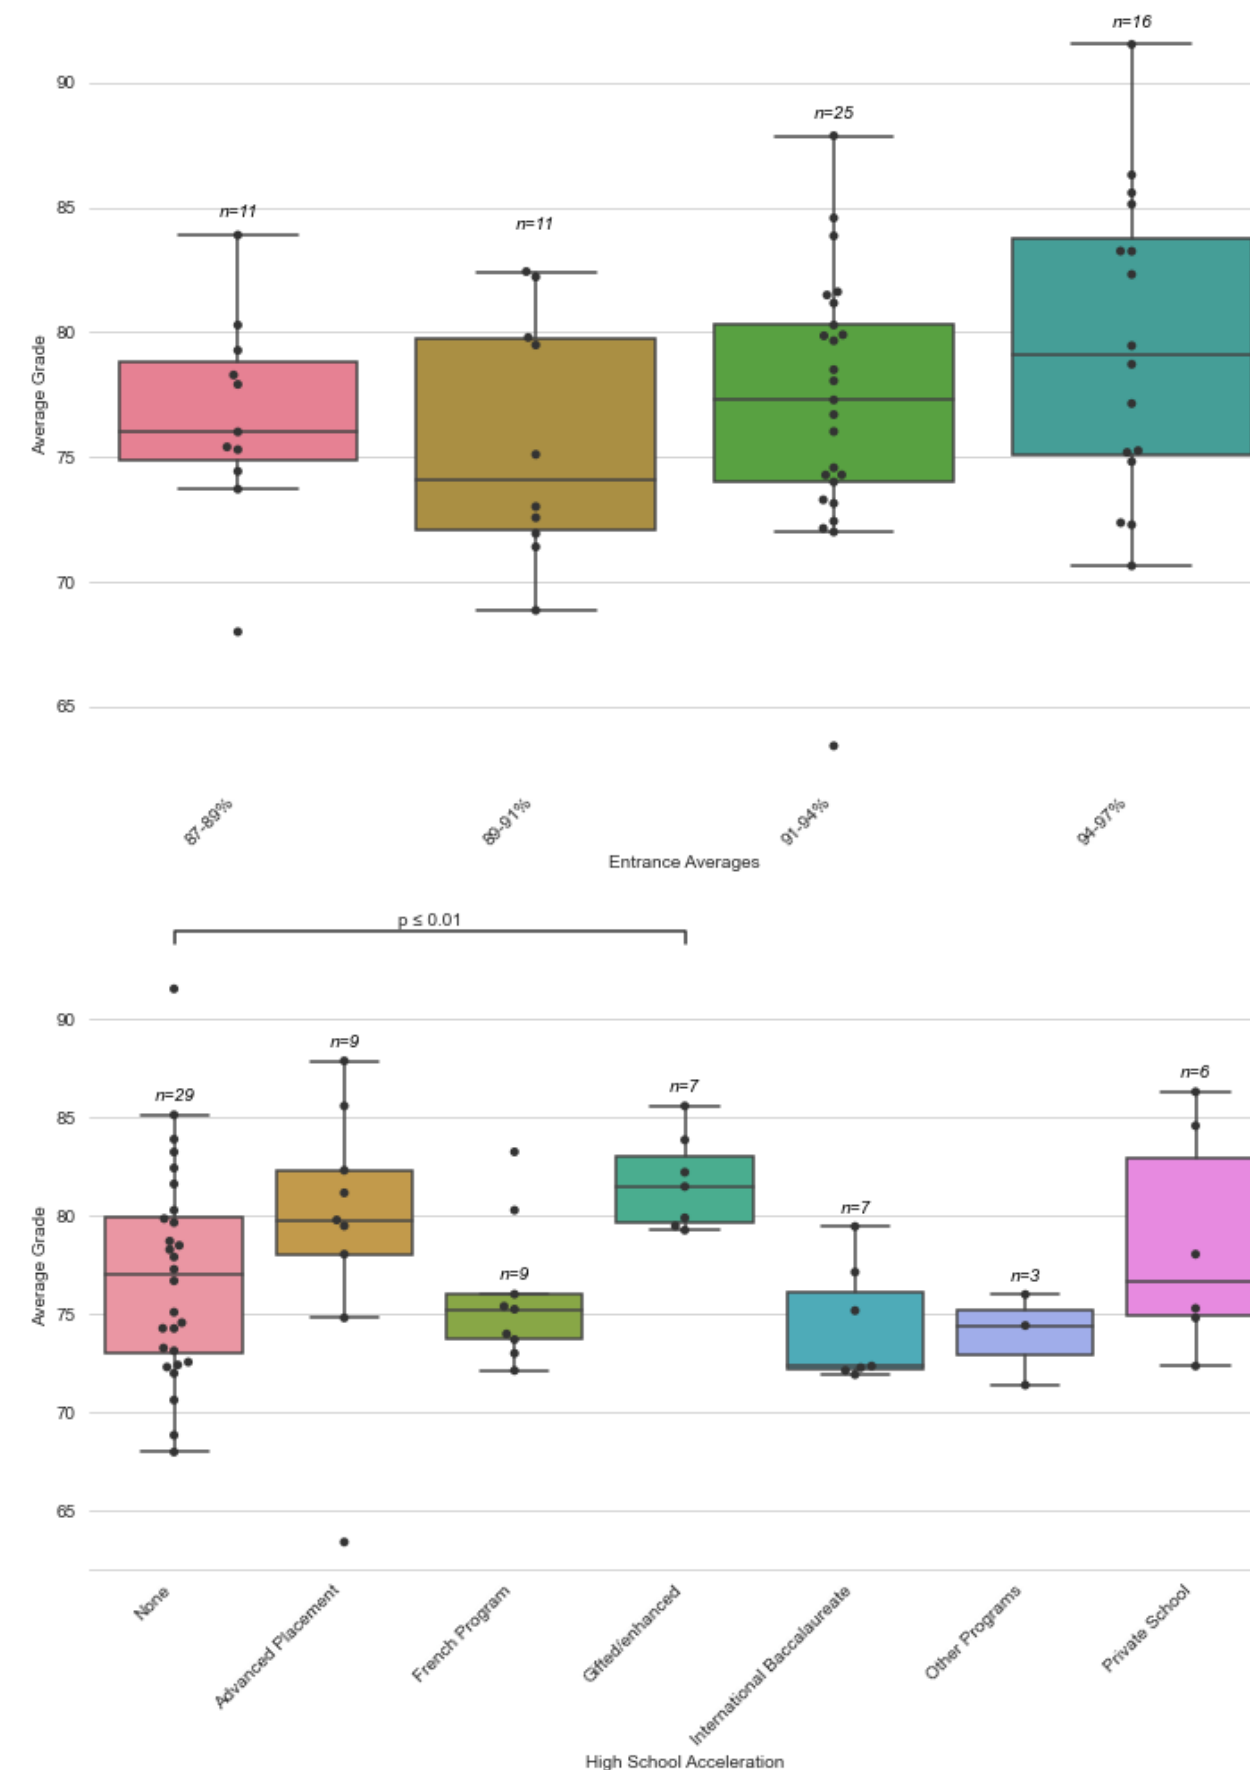 n=16
90
n=25
85
n=11
n=11
80
Average Grade
75
70
65
87-89%
89-91%
91-94%
94-97%
Entrance Averages
p ≤ 0.01
90
n=9
n=7
n=6
n=29
85
n=7
80
n=9
n=3
Average Grade
75
70
65
None
Advanced Placement
French Program
Gifted/enhanced
International Baccalaureate
Other Programs
Private School
High School Acceleration